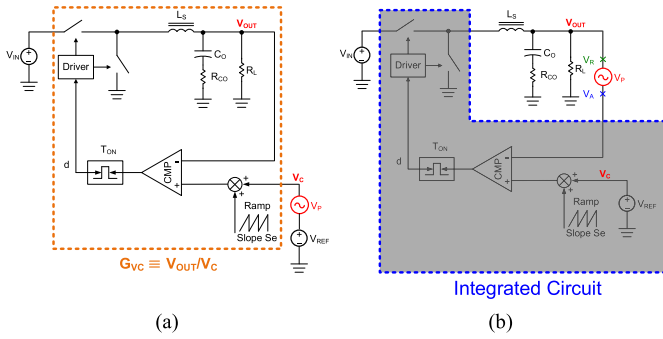 L_S
V_OUT
V_IN
Driver
C_O
R_CO
R_L
T_ON
d
CMP
-
+
V_C
+
+
Ramp
Slope Se
V_P
V_REF
G_VC ≡ V_OUT/V_C
(a)
L_S
V_OUT
V_IN
Driver
C_O
R_CO
R_L
V_R
V_P
V_A
T_ON
d
CMP
-
+
V_C
+
+
Ramp
Slope Se
V_REF
Integrated Circuit
(b)